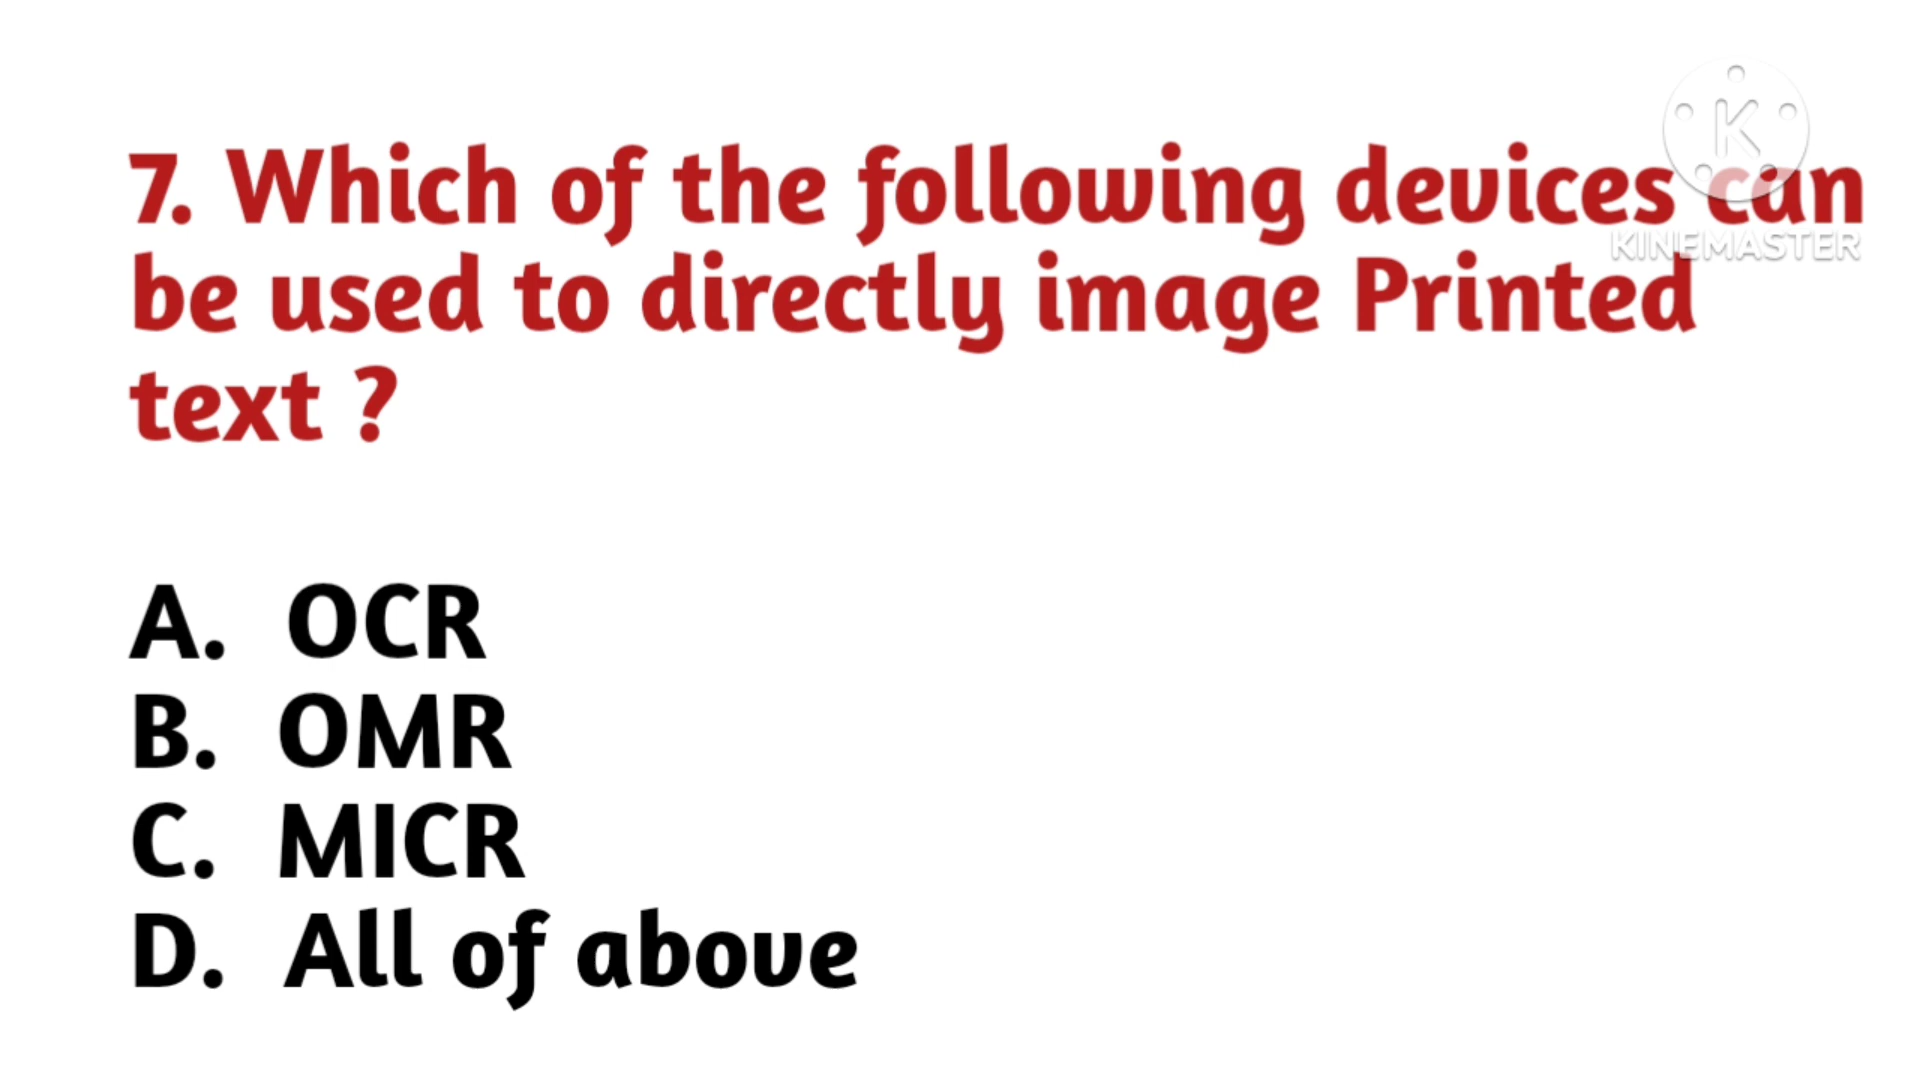 K
KINEMASTER
7. Which of the following devices can
be used to directly image Printed
text ?
A. OCR
B. OMR
C. MICR
D. All of above